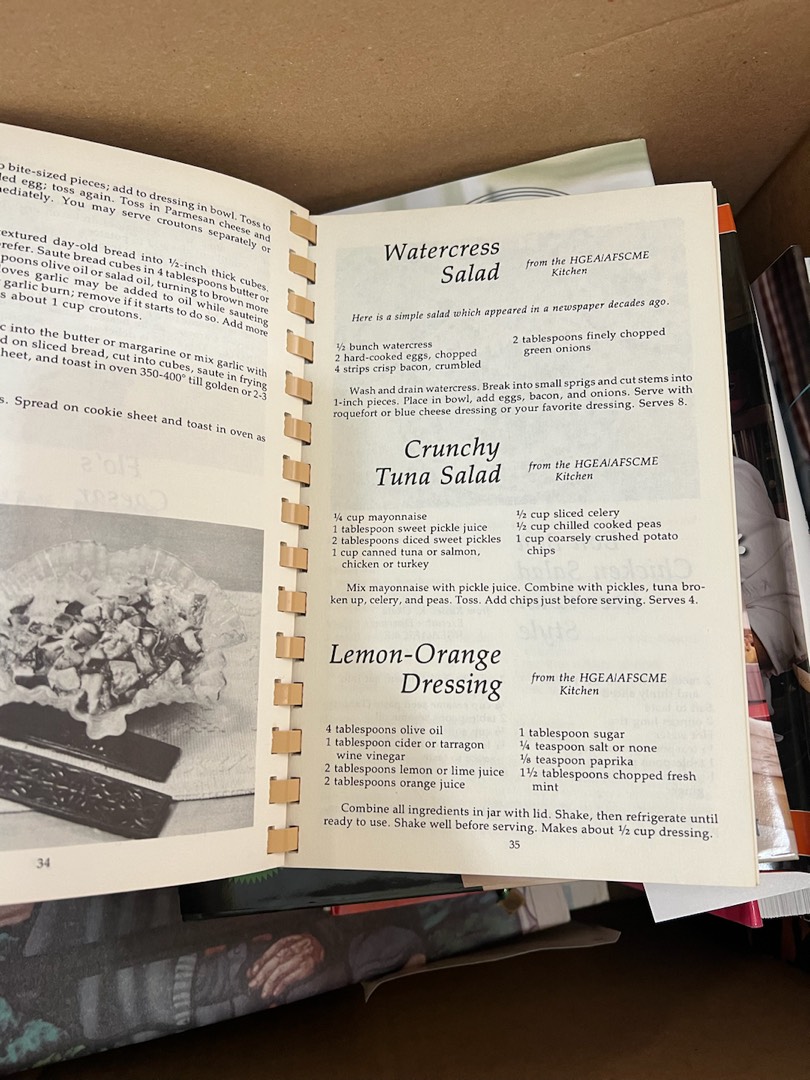 bite-sized pieces; add to dressing in bowl. Toss to
egg; toss again. Toss in Parmesan cheese and
You may serve croutons separately or
day-old bread into ½-inch thick cubes.
Saute bread cubes in 4 tablespoons butter or
olive oil or salad oil, turning to brown more
garlic may be added to oil while sauteing
garlic burn; remove if it starts to do so. Add more
about 1 cup croutons.
into the butter or margarine or mix garlic with
on sliced bread, cut into cubes, saute in frying
and toast in oven 350-400° till golden or 2-3
Spread on cookie sheet and toast in oven as
34
Watercress
Salad
from the HGEA/AFSCME
Kitchen
Here is a simple salad which appeared in a newspaper decades ago.
½ bunch watercress
2 hard-cooked eggs, chopped
4 strips crisp bacon, crumbled
2 tablespoons finely chopped
green onions
Wash and drain watercress. Break into small sprigs and cut stems into
1-inch pieces. Place in bowl, add eggs, bacon, and onions. Serve with
roquefort or blue cheese dressing or your favorite dressing. Serves 8.
Crunchy
Tuna Salad
from the HGEA/AFSCME
Kitchen
¼ cup mayonnaise
1 tablespoon sweet pickle juice
2 tablespoons diced sweet pickles
1 cup canned tuna or salmon,
chicken or turkey
½ cup sliced celery
½ cup chilled cooked peas
1 cup coarsely crushed potato
chips
Mix mayonnaise with pickle juice. Combine with pickles, tuna bro-
ken up, celery, and peas. Toss. Add chips just before serving. Serves 4.
Lemon-Orange
Dressing
from the HGEA/AFSCME
Kitchen
4 tablespoons olive oil
1 tablespoon cider or tarragon
wine vinegar
2 tablespoons lemon or lime juice
2 tablespoons orange juice
1 tablespoon sugar
¼ teaspoon salt or none
⅛ teaspoon paprika
1½ tablespoons chopped fresh
mint
Combine all ingredients in jar with lid. Shake, then refrigerate until
ready to use. Shake well before serving. Makes about ½ cup dressing.
35